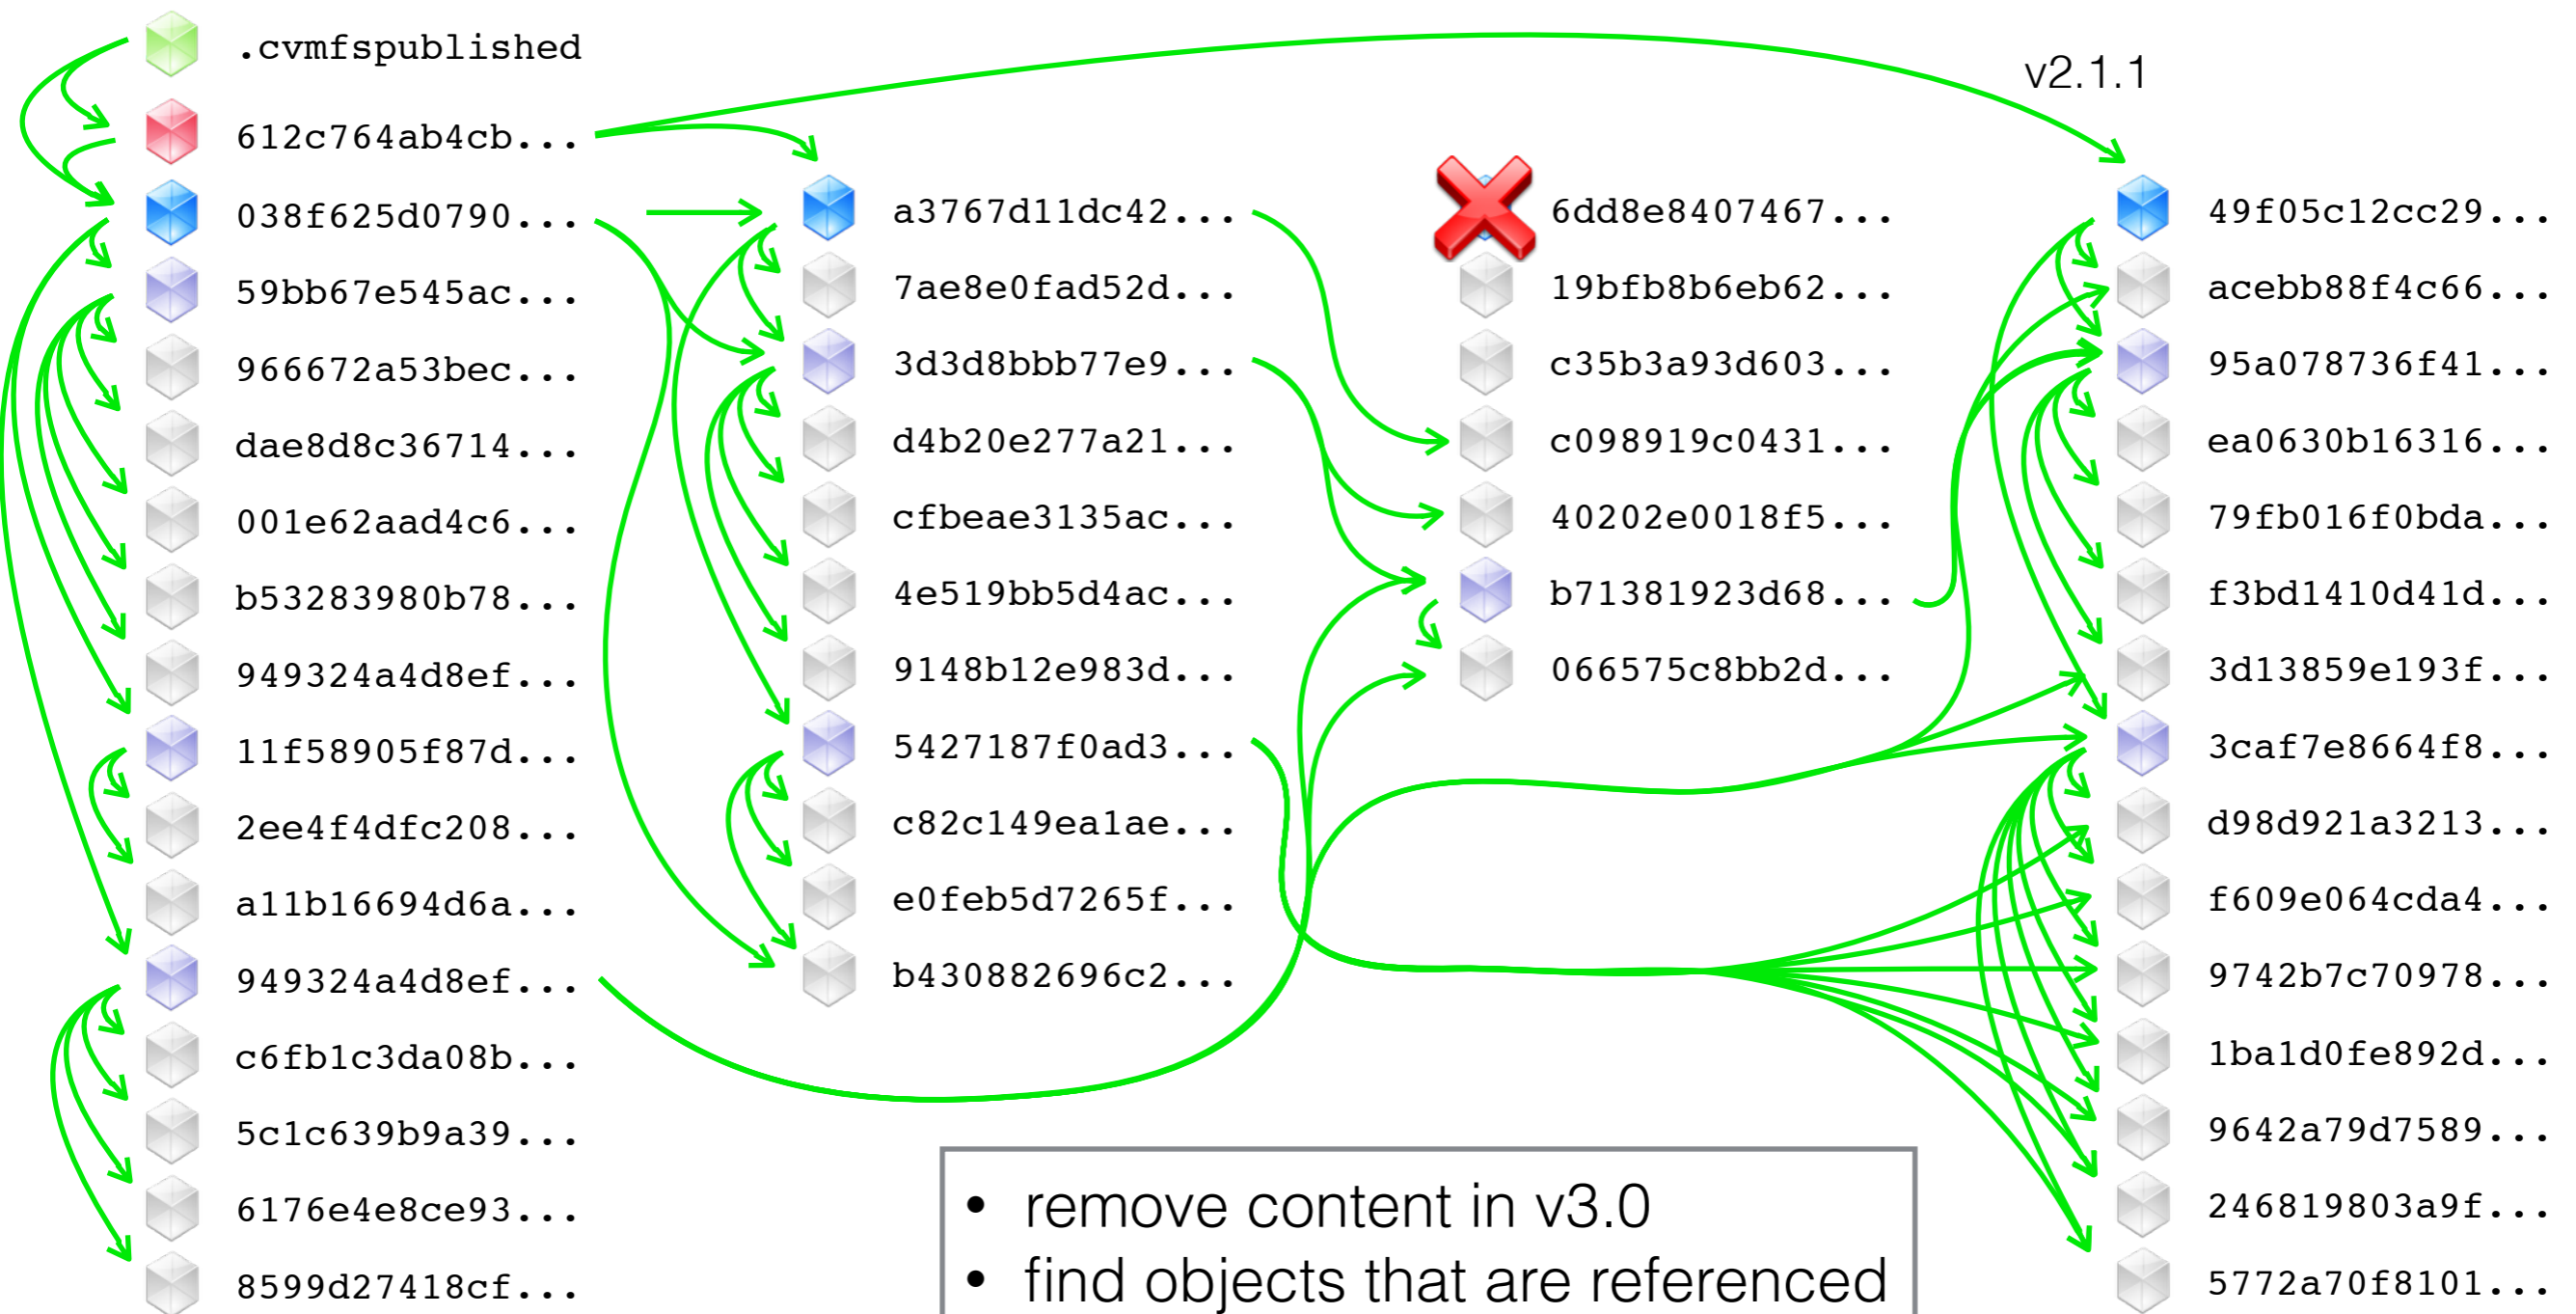 .cvmfspublished
612c764ab4cb...
038f625d0790...
59bb67e545ac...
966672a53bec...
dae8d8c36714...
001e62aad4c6...
b53283980b78...
949324a4d8ef...
11f58905f87d...
2ee4f4dfc208...
a11b16694d6a...
949324a4d8ef...
c6fb1c3da08b...
5c1c639b9a39...
6176e4e8ce93...
8599d27418cf...
a3767d11dc42...
7ae8e0fad52d...
3d3d8bbb77e9...
d4b20e277a21...
cfbeae3135ac...
4e519bb5d4ac...
9148b12e983d...
5427187f0ad3...
c82c149ea1ae...
e0feb5d7265f...
b430882696c2...
6dd8e8407467...
19bfb8b6eb62...
c35b3a93d603...
c098919c0431...
40202e0018f5...
b71381923d68...
066575c8bb2d...
v2.1.1
49f05c12cc29...
acebb88f4c66...
95a078736f41...
ea0630b16316...
79fb016f0bda...
f3bd1410d41d...
3d13859e193f...
3caf7e8664f8...
d98d921a3213...
f609e064cda4...
9742b7c70978...
1ba1d0fe892d...
9642a79d7589...
246819803a9f...
5772a70f8101...
• remove content in v3.0
• find objects that are referenced